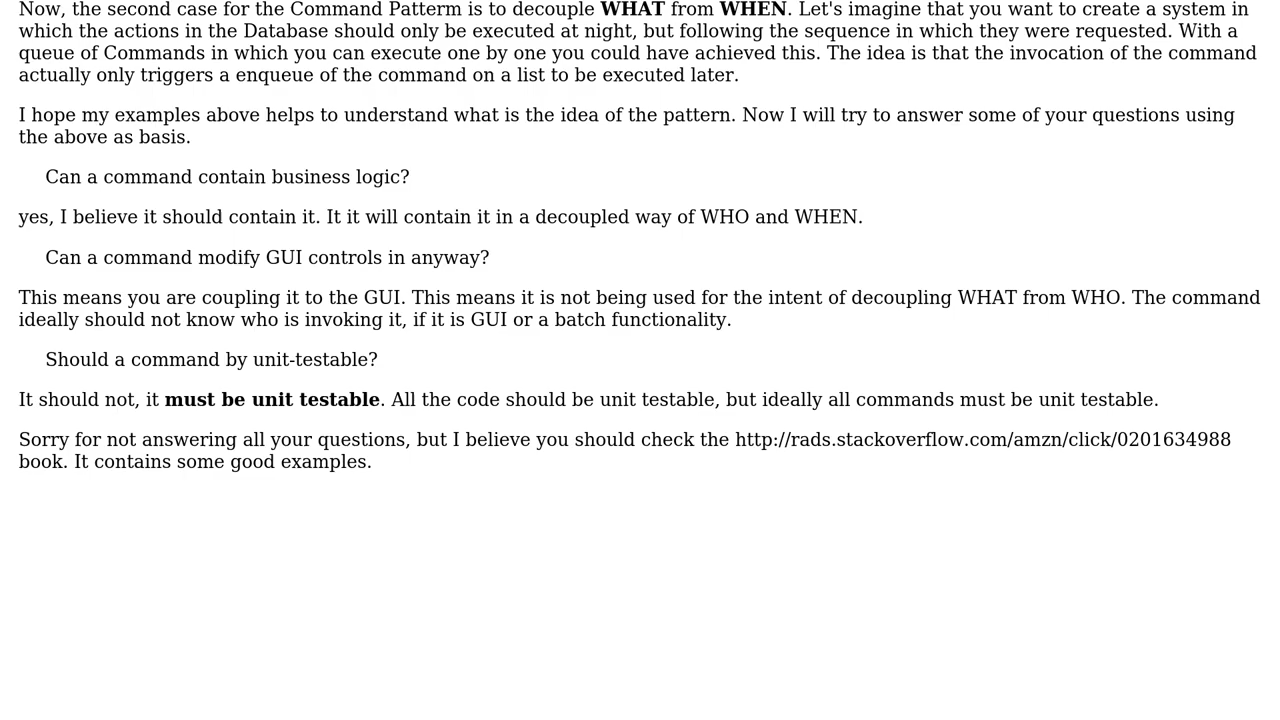 Now, the second case for the Command Patterm is to decouple WHAT from WHEN. Let's imagine that you want to create a system in
which the actions in the Database should only be executed at night, but following the sequence in which they were requested. With a
queue of Commands in which you can execute one by one you could have achieved this. The idea is that the invocation of the command
actually only triggers a enqueue of the command on a list to be executed later.
I hope my examples above helps to understand what is the idea of the pattern. Now I will try to answer some of your questions using
the above as basis.
Can a command contain business logic?
yes, I believe it should contain it. It it will contain it in a decoupled way of WHO and WHEN.
Can a command modify GUI controls in anyway?
This means you are coupling it to the GUI. This means it is not being used for the intent of decoupling WHAT from WHO. The command
ideally should not know who is invoking it, if it is GUI or a batch functionality.
Should a command by unit-testable?
It should not, it must be unit testable. All the code should be unit testable, but ideally all commands must be unit testable.
Sorry for not answering all your questions, but I believe you should check the http://rads.stackoverflow.com/amzn/click/0201634988
book. It contains some good examples.